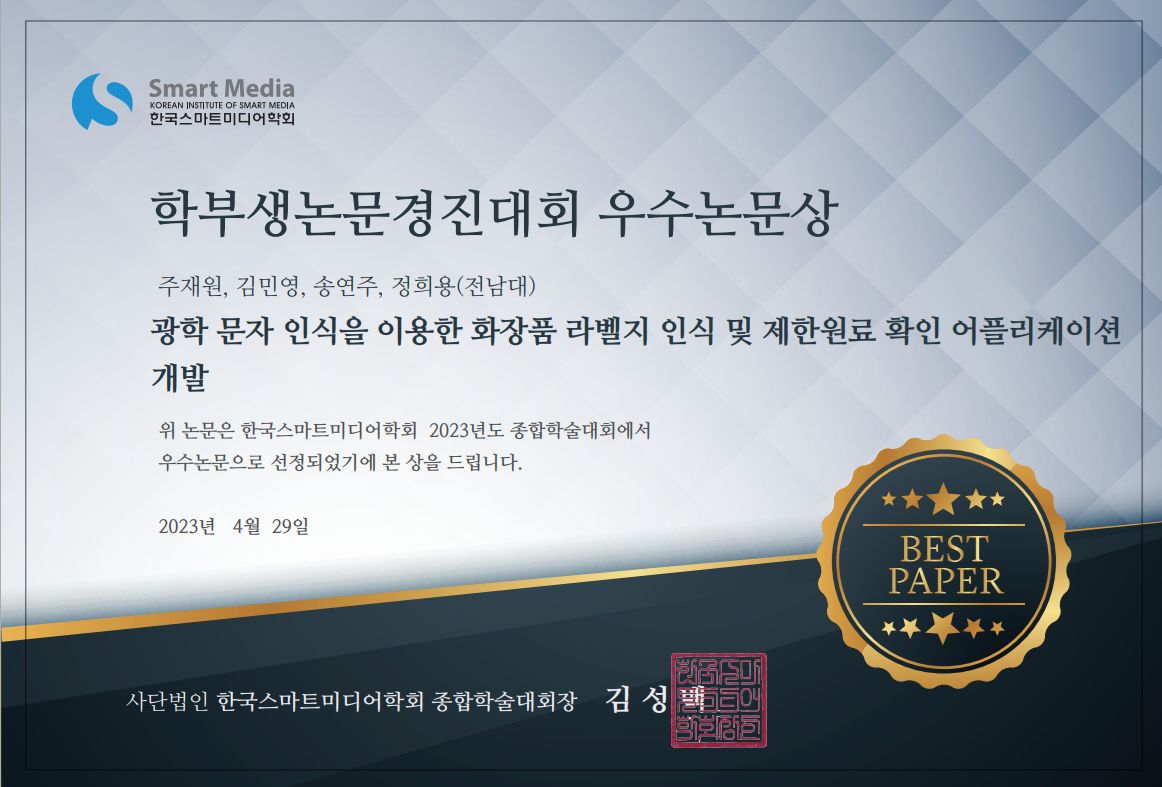 Smart Media
KOREAN INSTITUTE OF SMART MEDIA
한국스마트미디어학회
학부생논문경진대회 우수논문상
주재원, 김민영, 송연주, 정희용(전남대)
광학 문자 인식을 이용한 화장품 라벨지 인식 및 제한원료 확인 어플리케이션
개발
위 논문은 한국스마트미디어학회 2023년도 종합학술대회에서
우수논문으로 선정되었기에 본 상을 드립니다.
2023년 4월 29일
BEST
PAPER
사단법인 한국스마트미디어학회 종합학술대회장 김 성